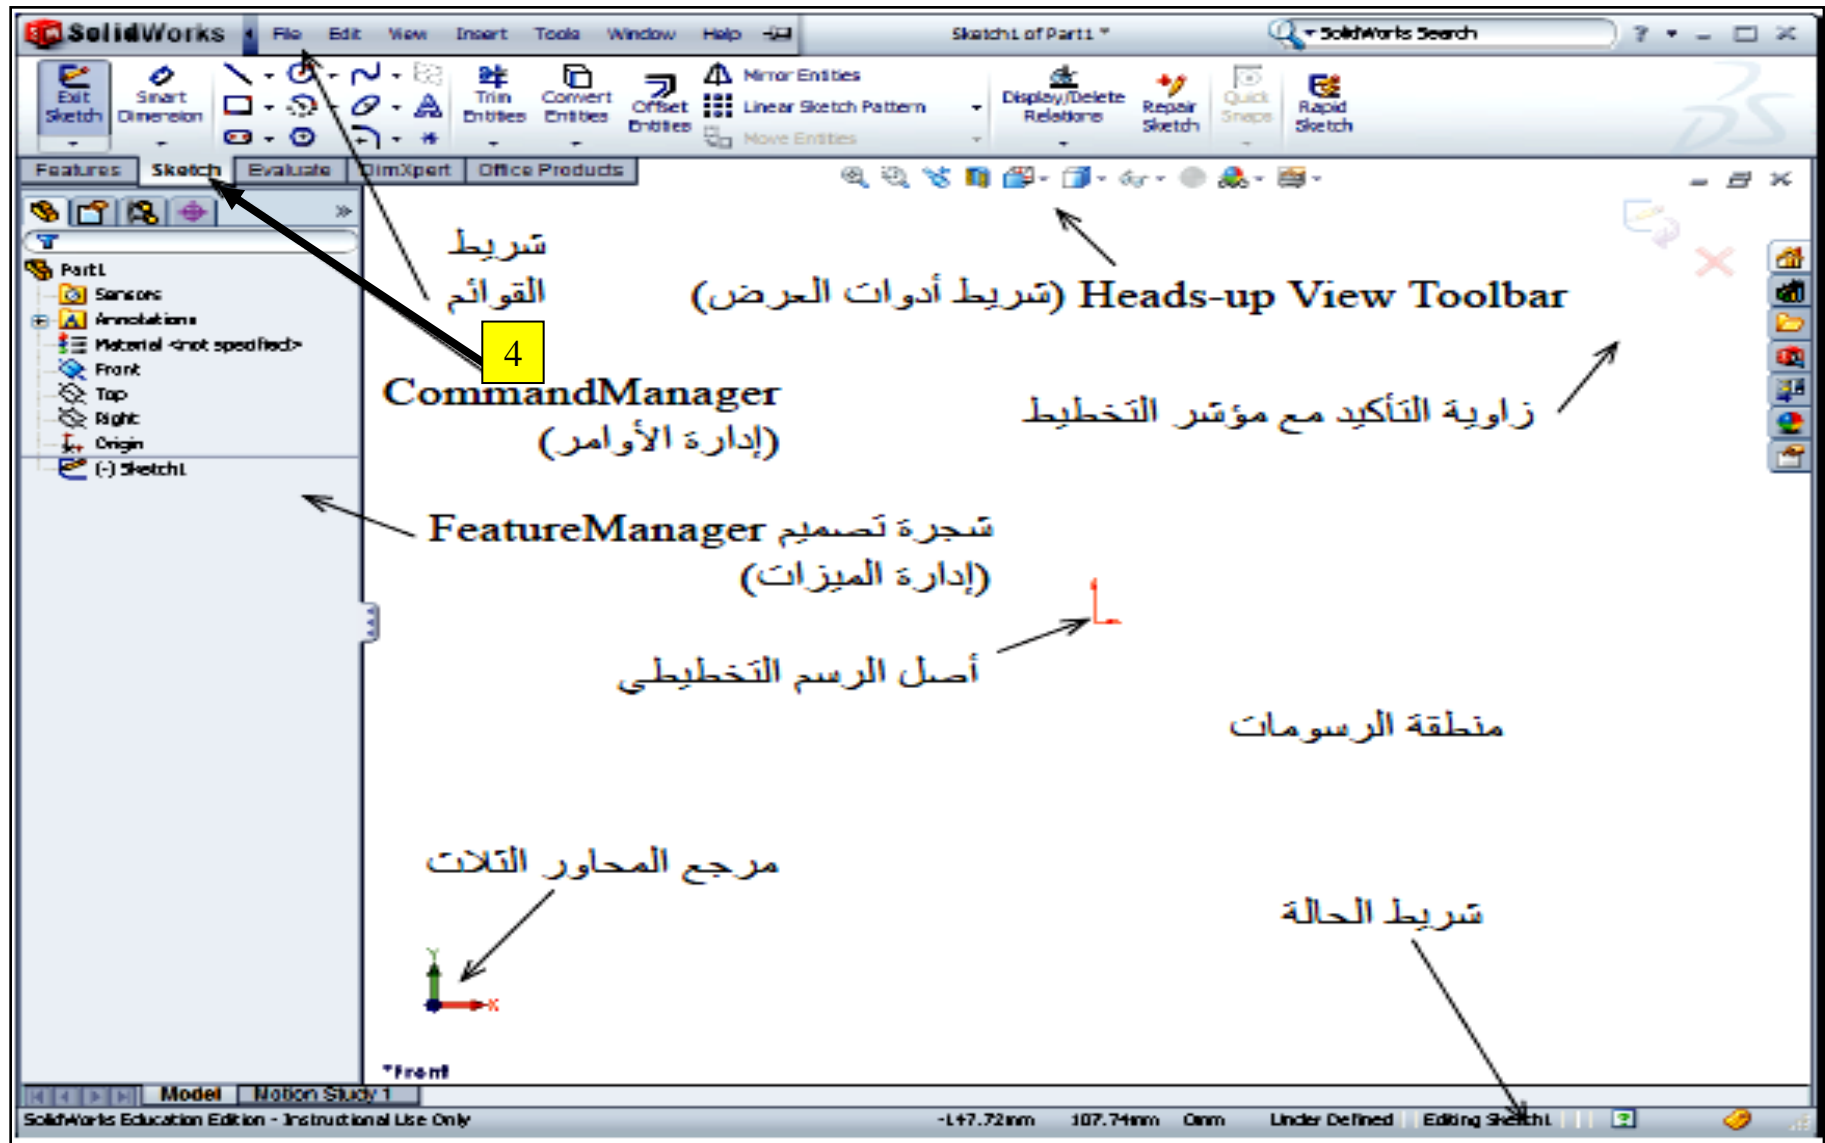 SolidWorks File Edit View Insert Tools Window Help Sketch1 of Part1 * SolidWorks Search ?
Exit Sketch
Smart Dimension
Trim Entities
Convert Entities
Offset Entities
Mirror Entities
Linear Sketch Pattern
Move Entities
Display/Delete Relations
Repair Sketch
Quick Snaps
Rapid Sketch
Features Sketch Evaluate DimXpert Office Products
Part1
Sensors
Annotations
Material <not specified>
Front
Top
Right
Origin
(-) Sketch1
شريط
القوائم
Heads-up View Toolbar (شريط أدوات العرض)
4
CommandManager
(إدارة الأوامر)
زاوية التأكيد مع مؤشر التخطيط
شجرة تصميم FeatureManager
(إدارة الميزات)
أصل الرسم التخطيطي
منطقة الرسومات
مرجع المحاور الثلاث
شريط الحالة
Y
X
*Front
Model Motion Study 1
SolidWorks Education Edition - Instructional Use Only -147.72mm 107.74mm 0mm Under Defined Editing Sketch1